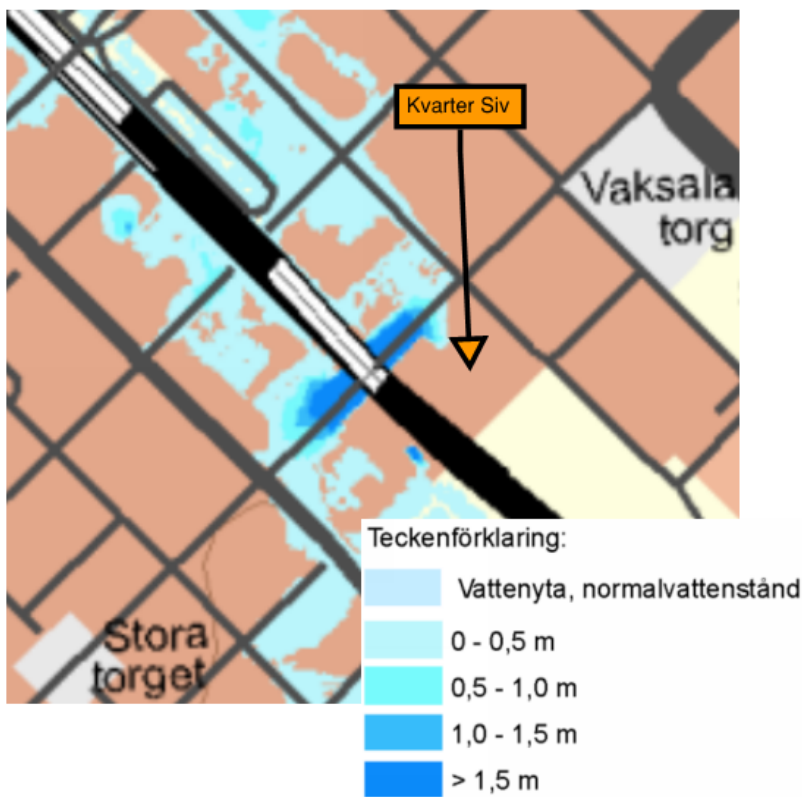 Kvarter Siv
Vaksala
torg
Teckenförklaring:
Vattenyta, normalvattenstånd
0 - 0,5 m
0,5 - 1,0 m
1,0 - 1,5 m
> 1,5 m
Stora
torget